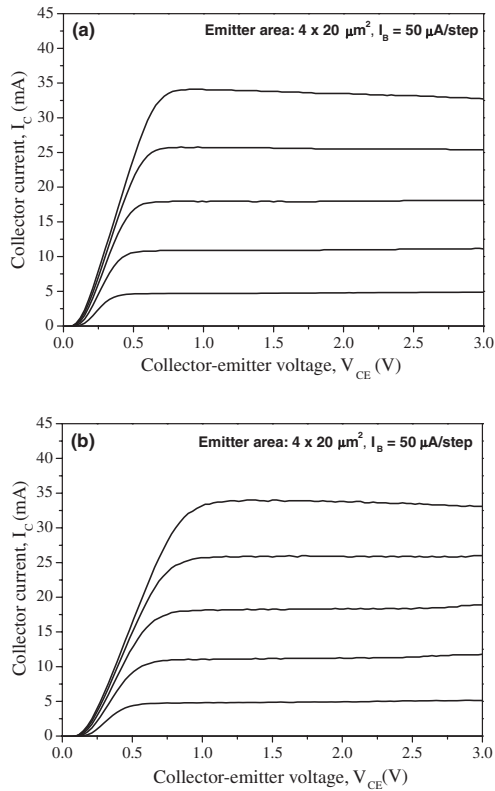 (a)
Emitter area: 4 x 20 μm², I_B = 50 μA/step
45
40
35
30
25
20
15
10
5
0
Collector current, I_C (mA)
0.0 0.5 1.0 1.5 2.0 2.5 3.0
Collector-emitter voltage, V_CE (V)
(b)
Emitter area: 4 x 20 μm², I_B = 50 μA/step
45
40
35
30
25
20
15
10
5
0
Collector current, I_C (mA)
0.0 0.5 1.0 1.5 2.0 2.5 3.0
Collector-emitter voltage, V_CE(V)